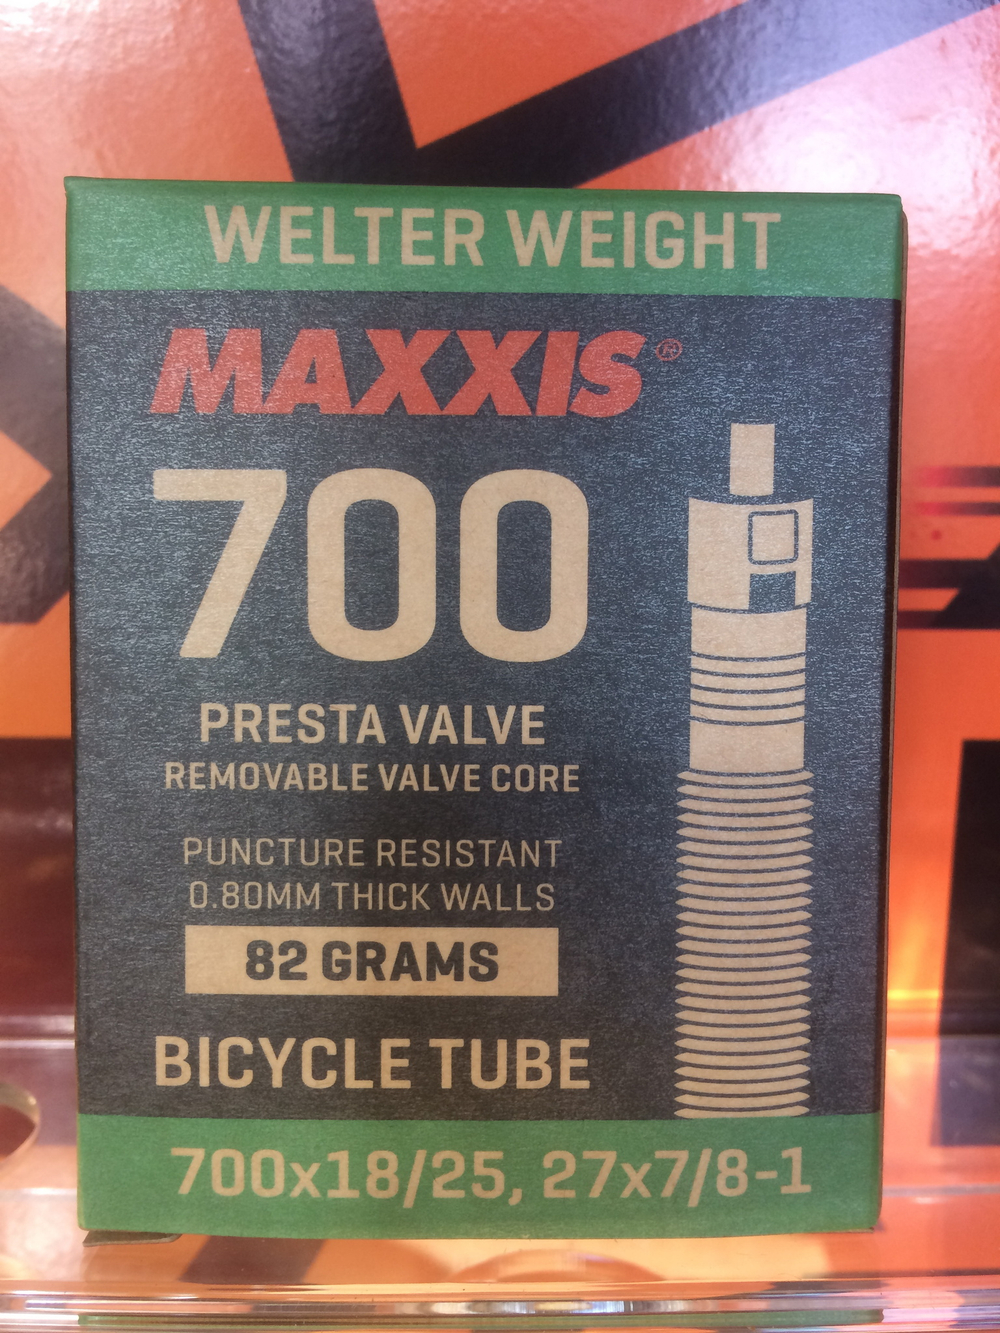 WELTER WEIGHT
MAXXIS®
700
PRESTA VALVE
REMOVABLE VALVE CORE
PUNCTURE RESISTANT
0.80MM THICK WALLS
82 GRAMS
BICYCLE TUBE
700x18/25, 27x7/8-1